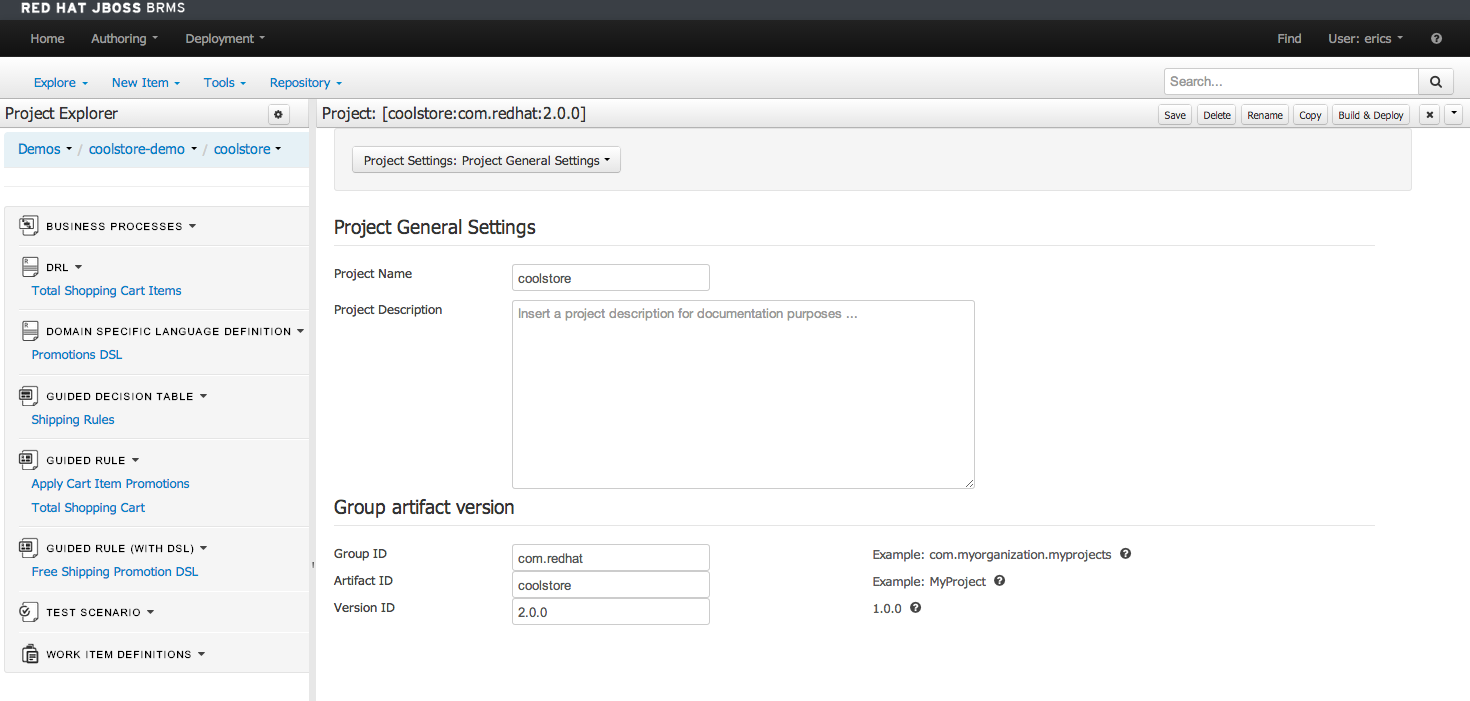 RED HAT JBOSS BRMS
Home Authoring Deployment Find User: erics
Explore New Item Tools Repository Search...
Project Explorer
Demos / coolstore-demo / coolstore
BUSINESS PROCESSES
DRL
Total Shopping Cart Items
DOMAIN SPECIFIC LANGUAGE DEFINITION
Promotions DSL
GUIDED DECISION TABLE
Shipping Rules
GUIDED RULE
Apply Cart Item Promotions
Total Shopping Cart
GUIDED RULE (WITH DSL)
Free Shipping Promotion DSL
TEST SCENARIO
WORK ITEM DEFINITIONS
Project: [coolstore:com.redhat:2.0.0] Save Delete Rename Copy Build & Deploy
Project Settings: Project General Settings
Project General Settings
Project Name coolstore
Project Description Insert a project description for documentation purposes ...
Group artifact version
Group ID com.redhat Example: com.myorganization.myprojects
Artifact ID coolstore Example: MyProject
Version ID 2.0.0 1.0.0